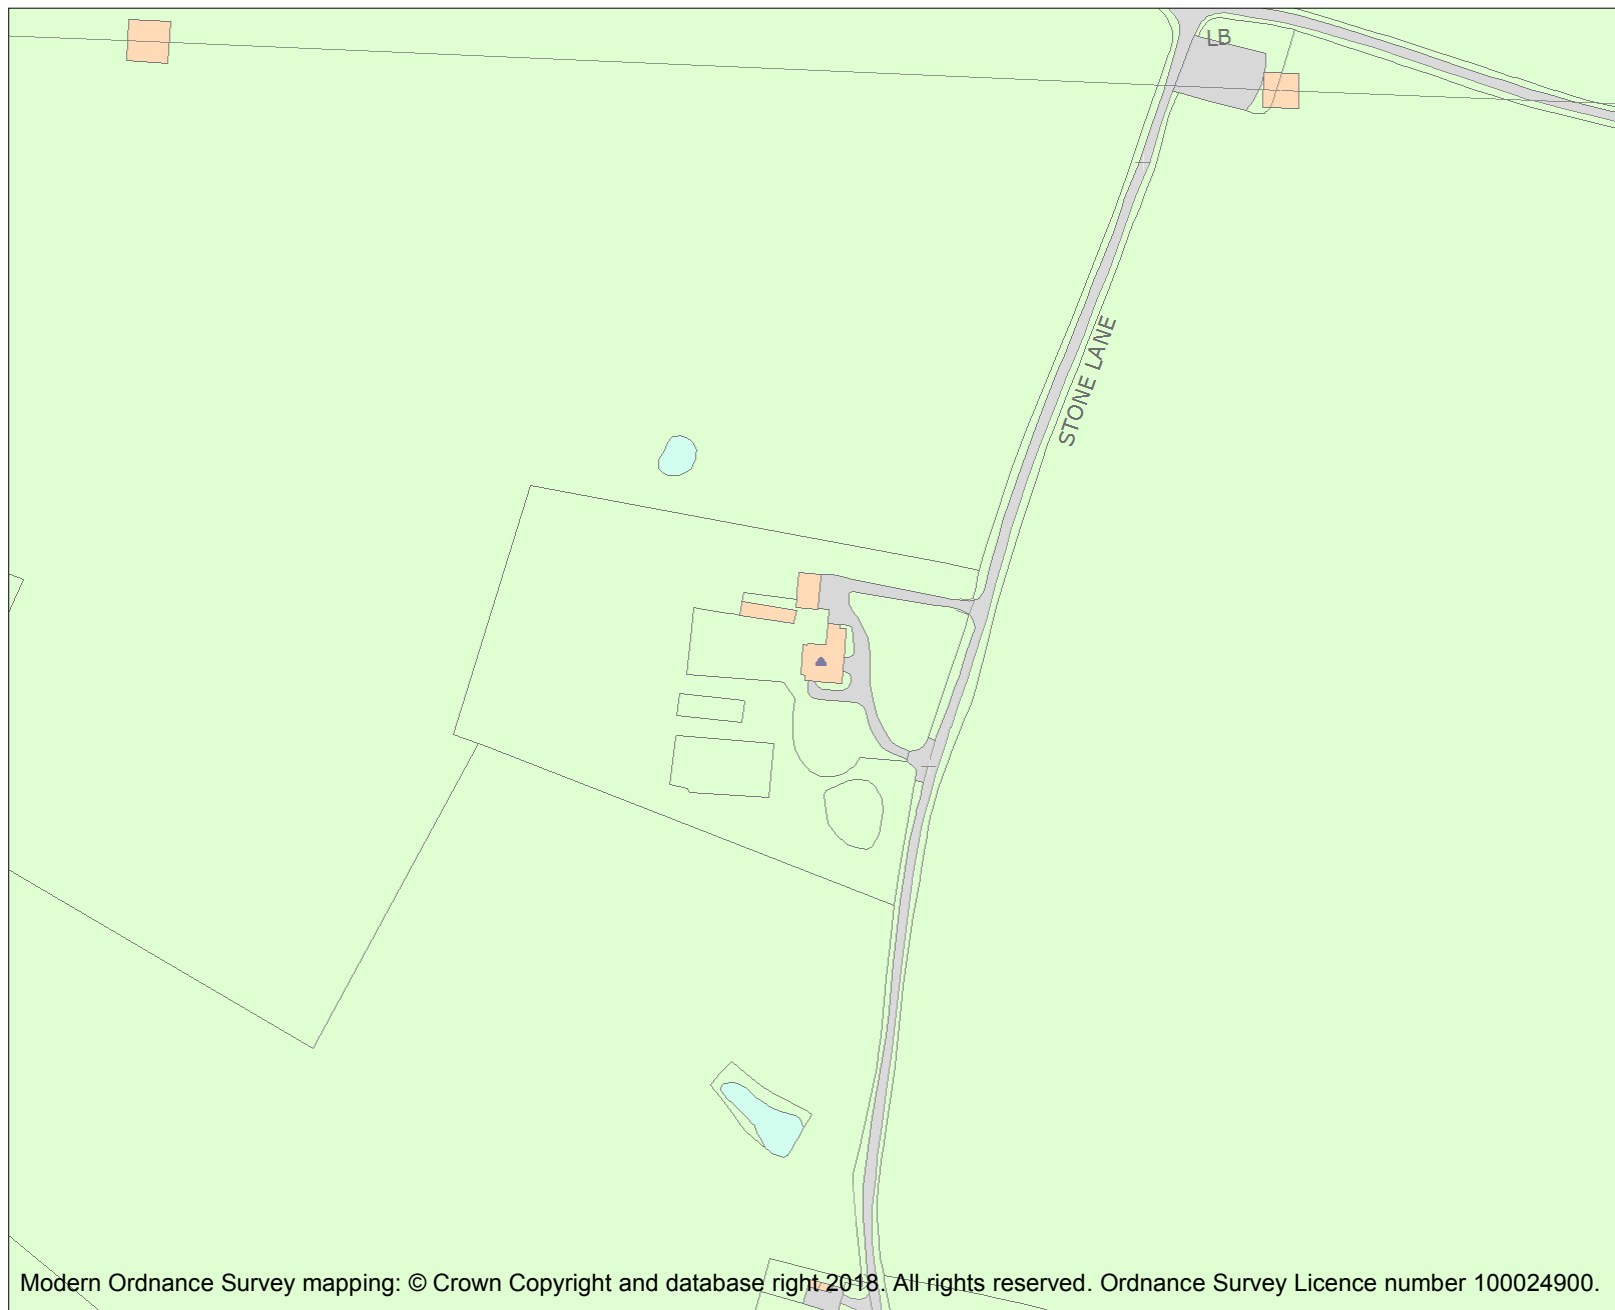 LB
STONE LANE
Modern Ordnance Survey mapping: © Crown Copyright and database right 2018. All rights reserved. Ordnance Survey Licence number 100024900.